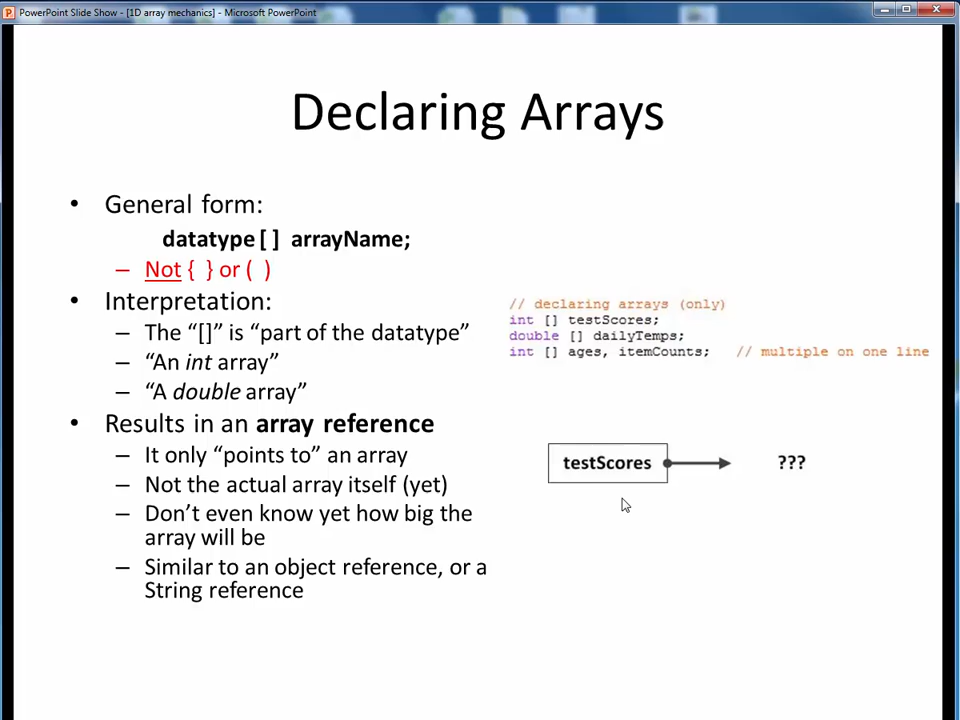 PowerPoint Slide Show - [1D array mechanics] - Microsoft PowerPoint
Declaring Arrays
• General form:
datatype [ ] arrayName;
– Not { } or ( )
• Interpretation:
– The “[]” is “part of the datatype”
– “An int array”
– “A double array”
• Results in an array reference
– It only “points to” an array
– Not the actual array itself (yet)
– Don’t even know yet how big the
array will be
– Similar to an object reference, or a
String reference
// declaring arrays (only)
int [] testScores;
double [] dailyTemps;
int [] ages, itemCounts; // multiple on one line
testScores ???